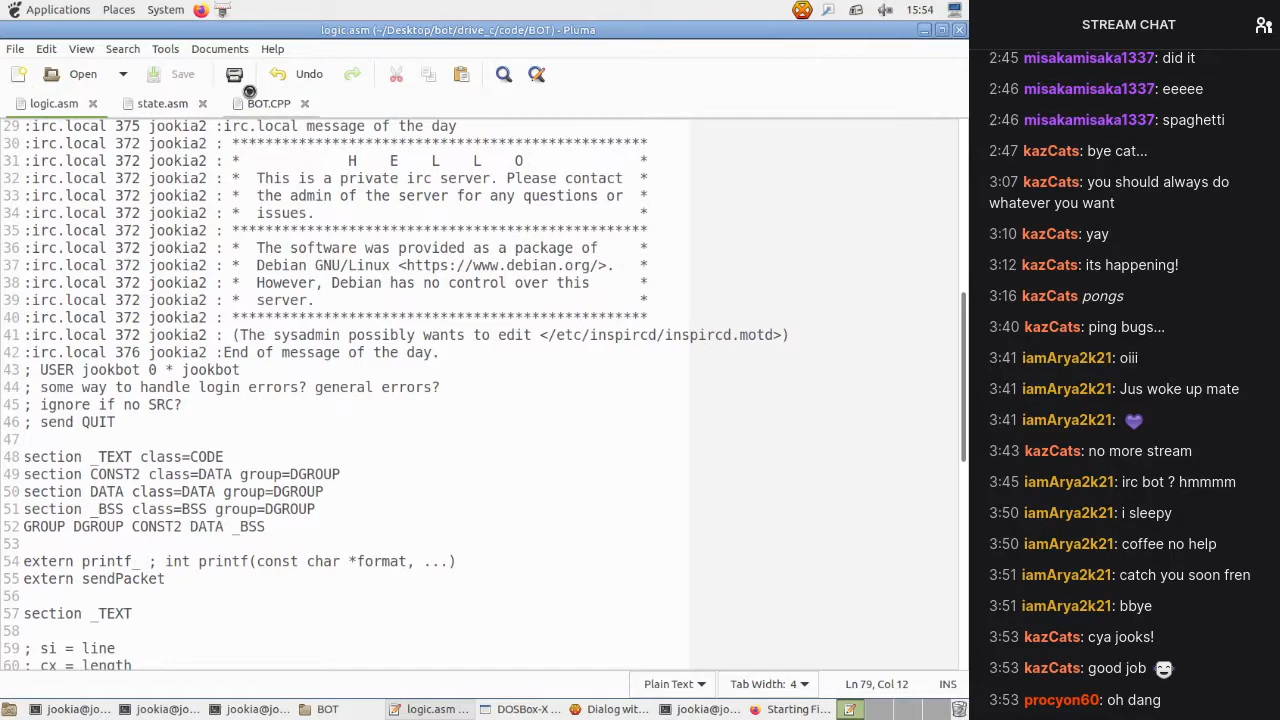 Applications Places System 15:54
logic.asm (~/Desktop/bot/drive_c/code/BOT) - Pluma
File Edit View Search Tools Documents Help
Open Save Undo
logic.asm state.asm BOT.CPP
29 :irc.local 375 jookia2 :irc.local message of the day
30 :irc.local 372 jookia2 : **************************************************
31 :irc.local 372 jookia2 : *             H    E    L    L    O              *
32 :irc.local 372 jookia2 : *  This is a private irc server. Please contact
33 :irc.local 372 jookia2 : *  the admin of the server for any questions or
34 :irc.local 372 jookia2 : *  issues.                                        *
35 :irc.local 372 jookia2 : **************************************************
36 :irc.local 372 jookia2 : *  The software was provided as a package of      *
37 :irc.local 372 jookia2 : *  Debian GNU/Linux <https://www.debian.org/>.    *
38 :irc.local 372 jookia2 : *  However, Debian has no control over this       *
39 :irc.local 372 jookia2 : *  server.                                        *
40 :irc.local 372 jookia2 : **************************************************
41 :irc.local 372 jookia2 : (The sysadmin possibly wants to edit </etc/inspircd/inspircd.motd>)
42 :irc.local 376 jookia2 :End of message of the day.
43 ; USER jookbot 0 * jookbot
44 ; some way to handle login errors? general errors?
45 ; ignore if no SRC?
46 ; send QUIT
47
48 section _TEXT class=CODE
49 section CONST2 class=DATA group=DGROUP
50 section DATA class=DATA group=DGROUP
51 section _BSS class=BSS group=DGROUP
52 GROUP DGROUP CONST2 DATA _BSS
53
54 extern printf_ ; int printf(const char *format, ...)
55 extern sendPacket
56
57 section _TEXT
58
59 ; si = line
60 ; cx = length
Plain Text Tab Width: 4 Ln 79, Col 12 INS
jookia@jo... jookia@jo... jookia@jo... BOT logic.asm ... DOSBox-X ... Dialog wit... jookia@jo... Starting Fi...
STREAM CHAT
2:45 misakamisaka1337: did it
2:46 misakamisaka1337: eeeee
2:46 misakamisaka1337: spaghetti
2:47 kazCats: bye cat...
3:07 kazCats: you should always do
whatever you want
3:10 kazCats: yay
3:12 kazCats: its happening!
3:16 kazCats pongs
3:40 kazCats: ping bugs...
3:41 iamArya2k21: oiii
3:41 iamArya2k21: Jus woke up mate
3:41 iamArya2k21:
3:43 kazCats: no more stream
3:45 iamArya2k21: irc bot ? hmmmm
3:50 iamArya2k21: i sleepy
3:50 iamArya2k21: coffee no help
3:51 iamArya2k21: catch you soon fren
3:51 iamArya2k21: bbye
3:53 kazCats: cya jooks!
3:53 kazCats: good job
3:53 procyon60: oh dang